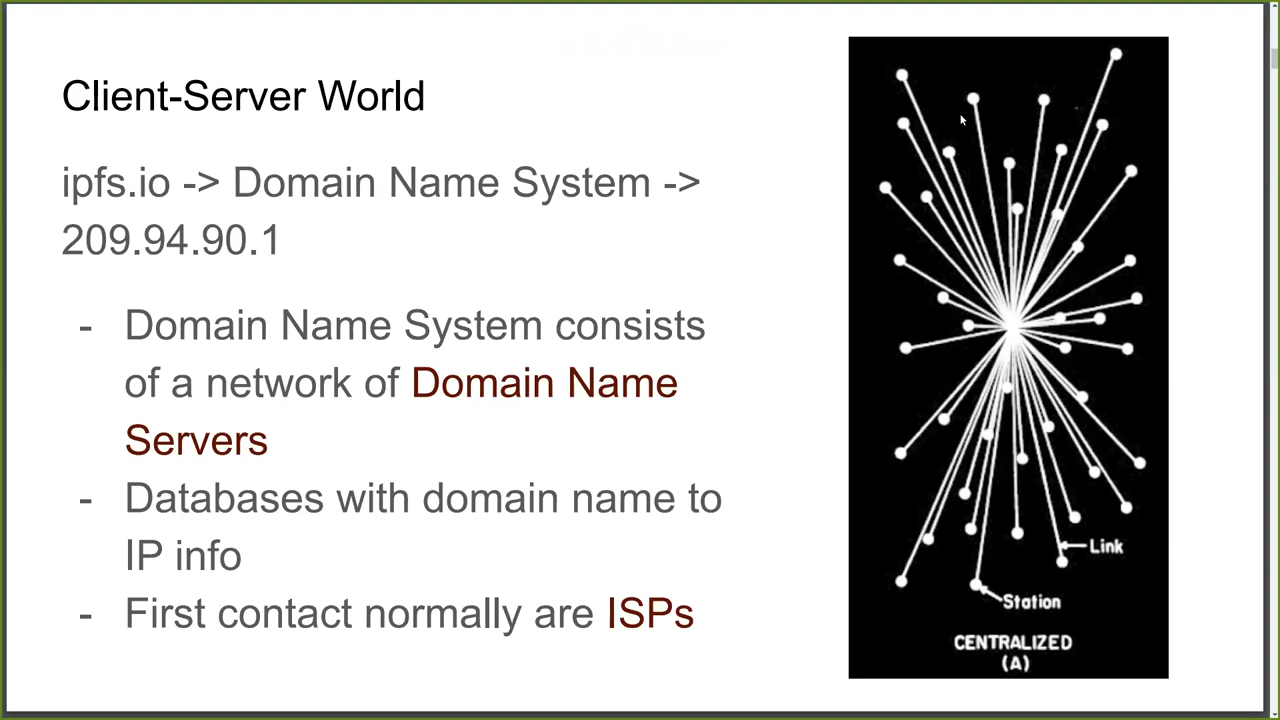 Client-Server World
ipfs.io -> Domain Name System ->
209.94.90.1
- Domain Name System consists
of a network of Domain Name
Servers
- Databases with domain name to
IP info
- First contact normally are ISPs
Link
Station
CENTRALIZED
(A)